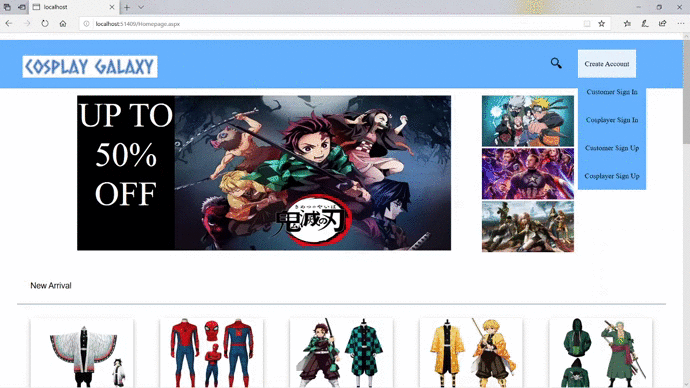 localhost
localhost:51409/Homepage.aspx
COSPLAY GALAXY
Create Account
Customer Sign In
Cosplayer Sign In
Customer Sign Up
Cosplayer Sign Up
UP TO
50%
OFF
鬼滅の刃
New Arrival